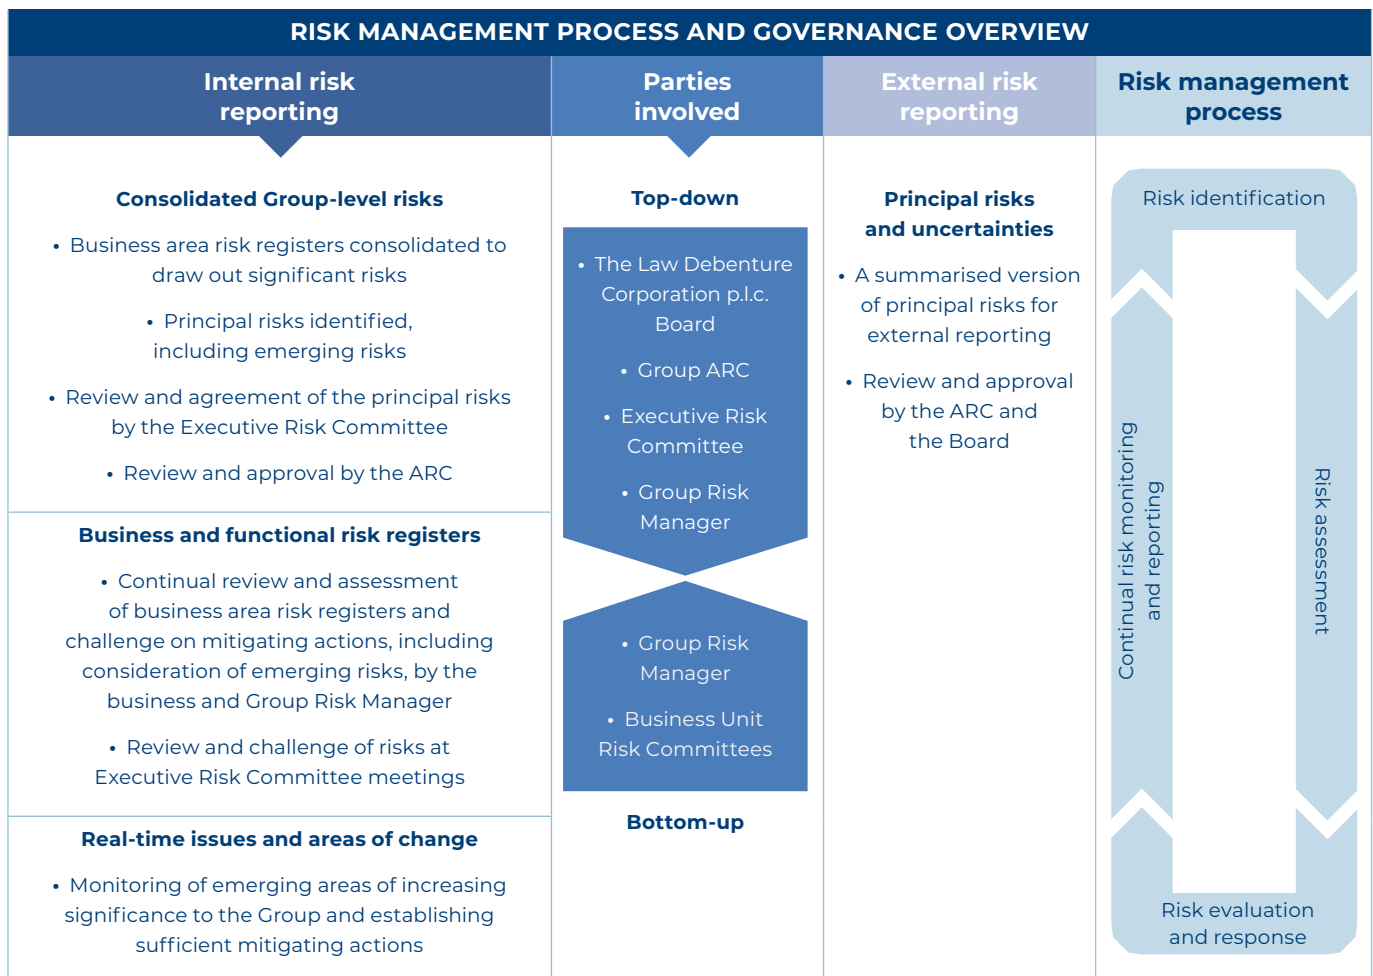 RISK MANAGEMENT PROCESS AND GOVERNANCE OVERVIEW
Internal risk
reporting
Consolidated Group-level risks
• Business area risk registers consolidated to
draw out significant risks
• Principal risks identified,
including emerging risks
• Review and agreement of the principal risks
by the Executive Risk Committee
• Review and approval by the ARC
Business and functional risk registers
• Continual review and assessment
of business area risk registers and
challenge on mitigating actions, including
consideration of emerging risks, by the
business and Group Risk Manager
• Review and challenge of risks at
Executive Risk Committee meetings
Real-time issues and areas of change
• Monitoring of emerging areas of increasing
significance to the Group and establishing
sufficient mitigating actions
Parties
involved
Top-down
• The Law Debenture
Corporation p.l.c.
Board
• Group ARC
• Executive Risk
Committee
• Group Risk
Manager
• Group Risk
Manager
• Business Unit
Risk Committees
Bottom-up
External risk
reporting
Principal risks
and uncertainties
• A summarised version
of principal risks for
external reporting
• Review and approval
by the ARC and
the Board
Risk management
process
Risk identification
Risk assessment
Risk evaluation
and response
Continual risk monitoring
and reporting